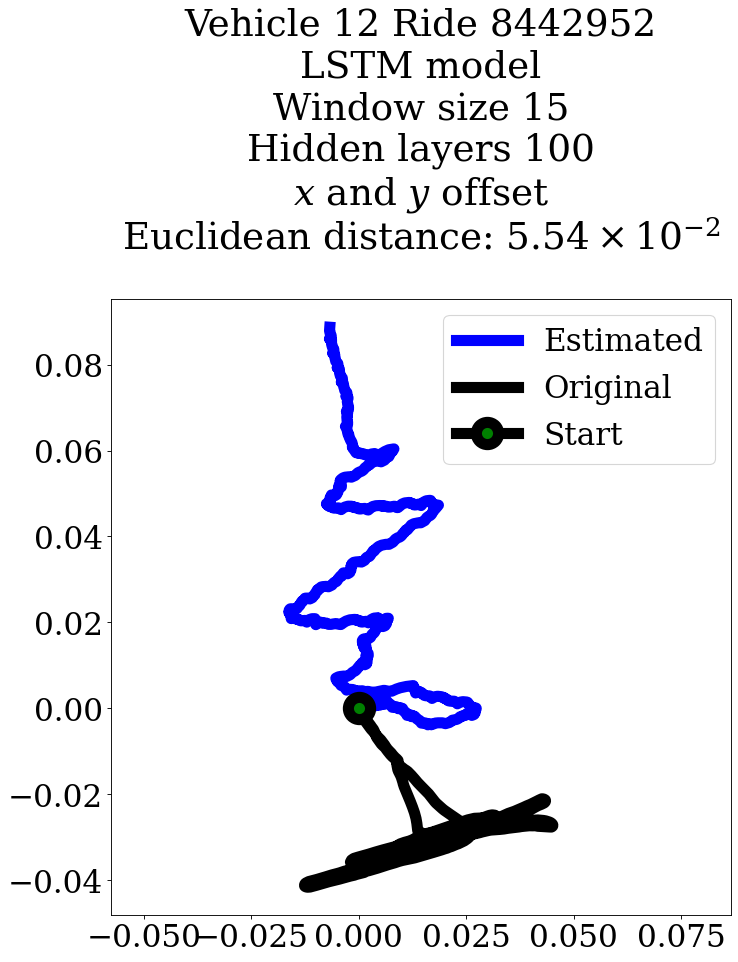 Vehicle 12 Ride 8442952
LSTM model
Window size 15
Hidden layers 100
x and y offset
Euclidean distance: 5.54 × 10⁻²
Estimated
Original
Start
0.08
0.06
0.04
0.02
0.00
−0.02
−0.04
−0.050 −0.025 0.000 0.025 0.050 0.075